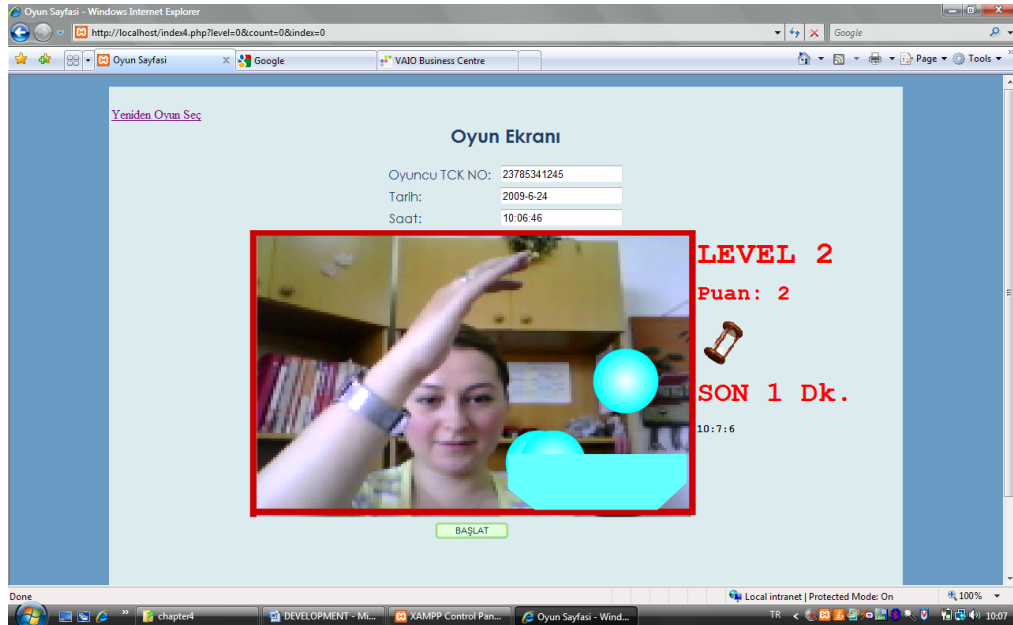 Oyun Sayfasi - Windows Internet Explorer
http://localhost/index4.php?level=0&count=0&index=0
Google
Oyun Sayfasi
Google
VAIO Business Centre
Page
Tools
Yeniden Oyun Seç
Oyun Ekranı
Oyuncu TCK NO: 23785341245
Tarih: 2009-6-24
Saat: 10:06:46
LEVEL 2
Puan: 2
SON 1 Dk.
10:7:6
BAŞLAT
Done
Local intranet | Protected Mode: On
100%
chapter4
DEVELOPMENT - Mi...
XAMPP Control Pan...
Oyun Sayfasi - Wind...
TR
10:07